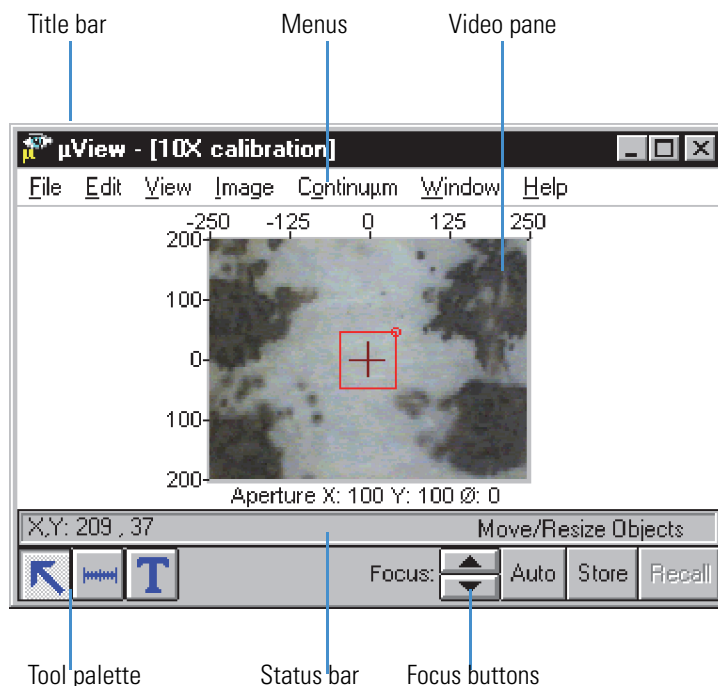 Title bar Menus Video pane
µView - [10X calibration]
File Edit View Image Continuµm Window Help
-250 -125 0 125 250
200
100
0
100
200
Aperture X: 100 Y: 100 Ø: 0
X,Y: 209 , 37 Move/Resize Objects
T Focus: Auto Store Recall
Tool palette Status bar Focus buttons